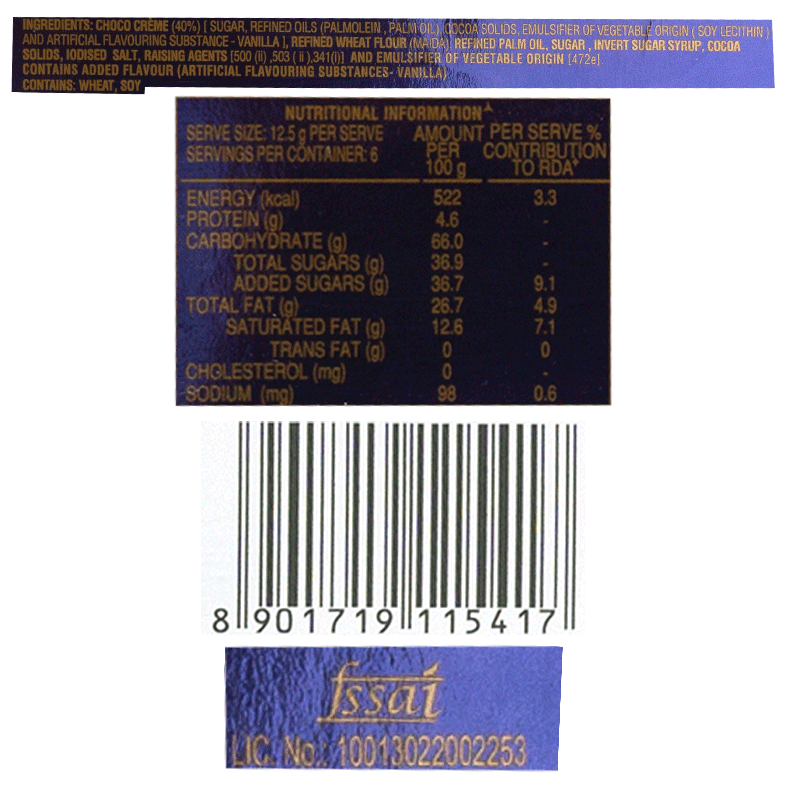 INGREDIENTS: CHOCO CRÈME (40%) [ SUGAR, REFINED OILS (PALMOLEIN , PALM OIL), COCOA SOLIDS, EMULSIFIER OF VEGETABLE ORIGIN ( SOY LECITHIN )
AND ARTIFICIAL FLAVOURING SUBSTANCE - VANILLA ], REFINED WHEAT FLOUR (MAIDA), REFINED PALM OIL, SUGAR , INVERT SUGAR SYRUP, COCOA
SOLIDS, IODISED SALT, RAISING AGENTS [500 (ii) ,503 ( ii ),341(i)] AND EMULSIFIER OF VEGETABLE ORIGIN [472e]
CONTAINS ADDED FLAVOUR (ARTIFICIAL FLAVOURING SUBSTANCES- VANILLA)
CONTAINS: WHEAT, SOY
NUTRITIONAL INFORMATION^
SERVE SIZE: 12.5 g PER SERVE AMOUNT PER SERVE %
SERVINGS PER CONTAINER: 6 PER CONTRIBUTION
100 g TO RDA+
ENERGY (kcal) 522 3.3
PROTEIN (g) 4.6 -
CARBOHYDRATE (g) 66.0 -
TOTAL SUGARS (g) 36.9 -
ADDED SUGARS (g) 36.7 9.1
TOTAL FAT (g) 26.7 4.9
SATURATED FAT (g) 12.6 7.1
TRANS FAT (g) 0 0
CHOLESTEROL (mg) 0 -
SODIUM (mg) 98 0.6
8 901719 115417
fssai
LIC. No.: 10013022002253